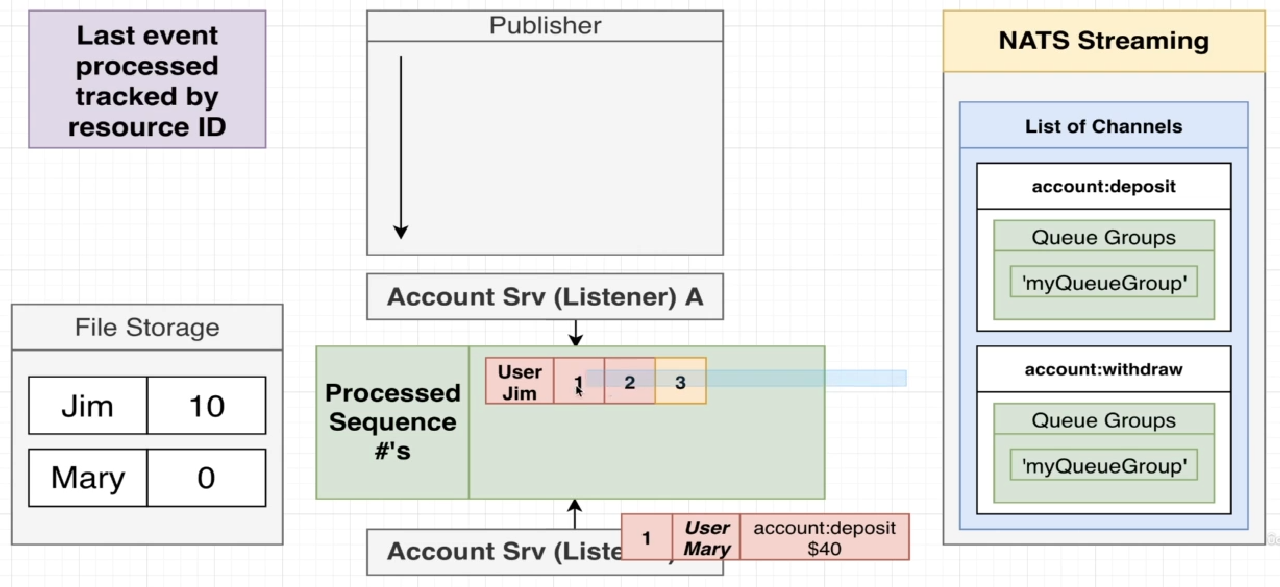 Last event
processed
tracked by
resource ID
Publisher
NATS Streaming
List of Channels
account:deposit
Queue Groups
'myQueueGroup'
account:withdraw
Queue Groups
'myQueueGroup'
Account Srv (Listener) A
File Storage
Jim 10
Mary 0
Processed
Sequence
#'s
User
Jim
1 2 3
Account Srv (Liste
1
User
Mary
account:deposit
$40